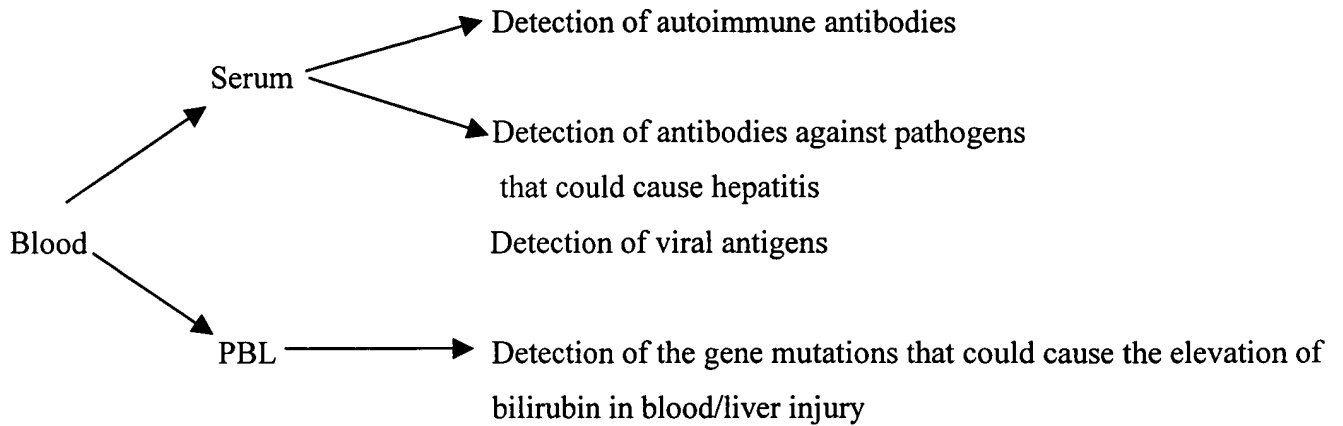 Detection of autoimmune antibodies
Serum
Detection of antibodies against pathogens
that could cause hepatitis
Blood
Detection of viral antigens
PBL
Detection of the gene mutations that could cause the elevation of
bilirubin in blood/liver injury